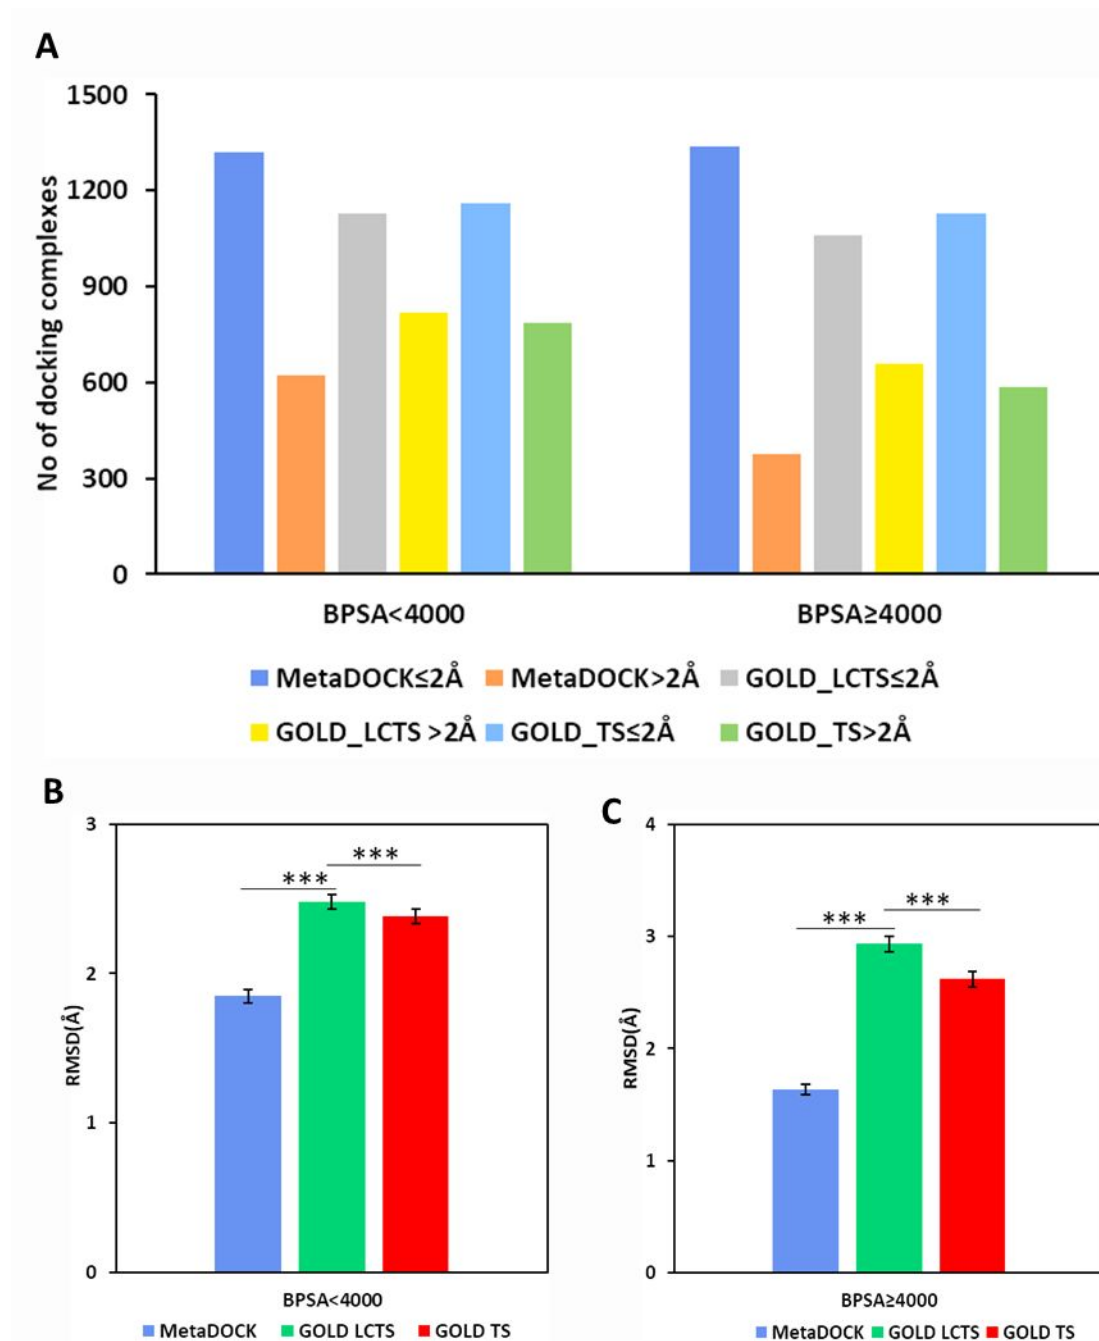 A
No of docking complexes
1500
1200
900
600
300
0
BPSA<4000 BPSA≥4000
MetaDOCK≤2Å MetaDOCK>2Å GOLD_LCTS≤2Å
GOLD_LCTS >2Å GOLD_TS≤2Å GOLD_TS>2Å
B
RMSD(Å)
3
2
1
0
***
***
BPSA<4000
MetaDOCK GOLD LCTS GOLD TS
C
RMSD(Å)
4
3
2
1
0
***
***
BPSA≥4000
MetaDOCK GOLD LCTS GOLD TS